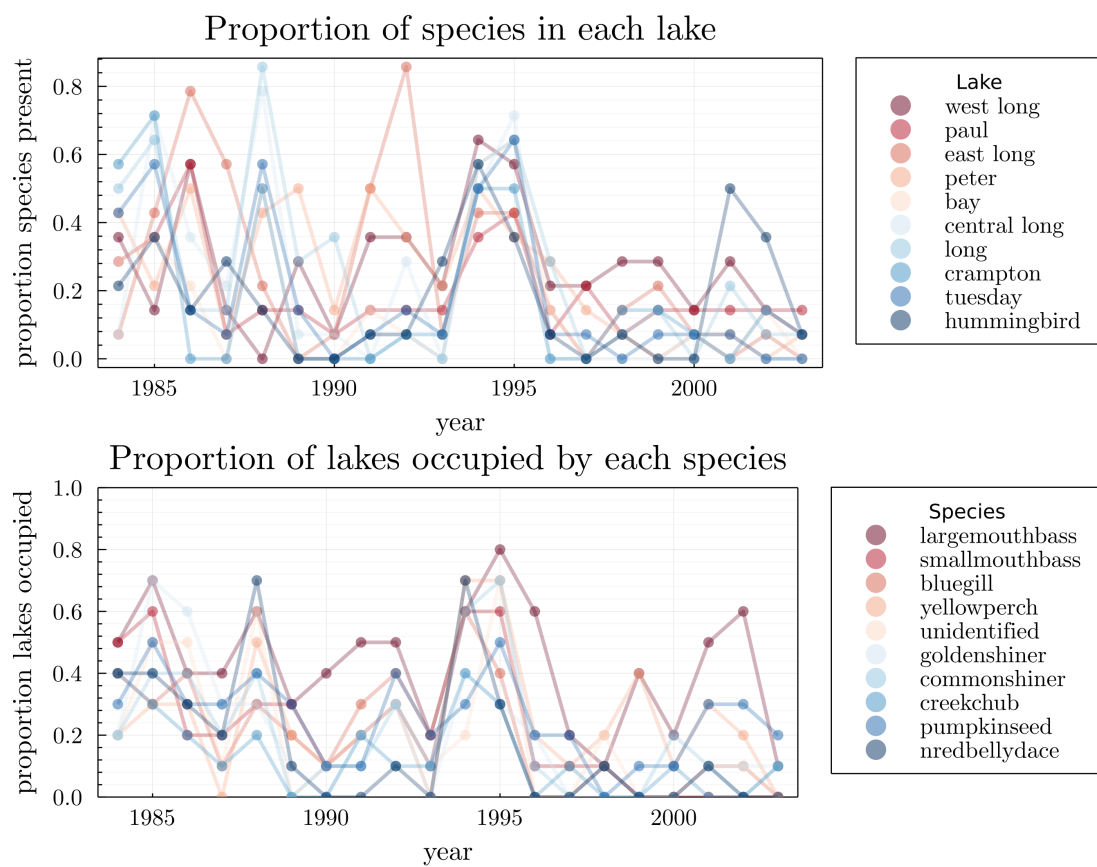 Proportion of species in each lake
proportion species present
0.8
0.6
0.4
0.2
0.0
1985 1990 1995 2000
year
Lake
west long
paul
east long
peter
bay
central long
long
crampton
tuesday
hummingbird
Proportion of lakes occupied by each species
proportion lakes occupied
1.0
0.8
0.6
0.4
0.2
0.0
1985 1990 1995 2000
year
Species
largemouthbass
smallmouthbass
bluegill
yellowperch
unidentified
goldenshiner
commonshiner
creekchub
pumpkinseed
nredbellydace